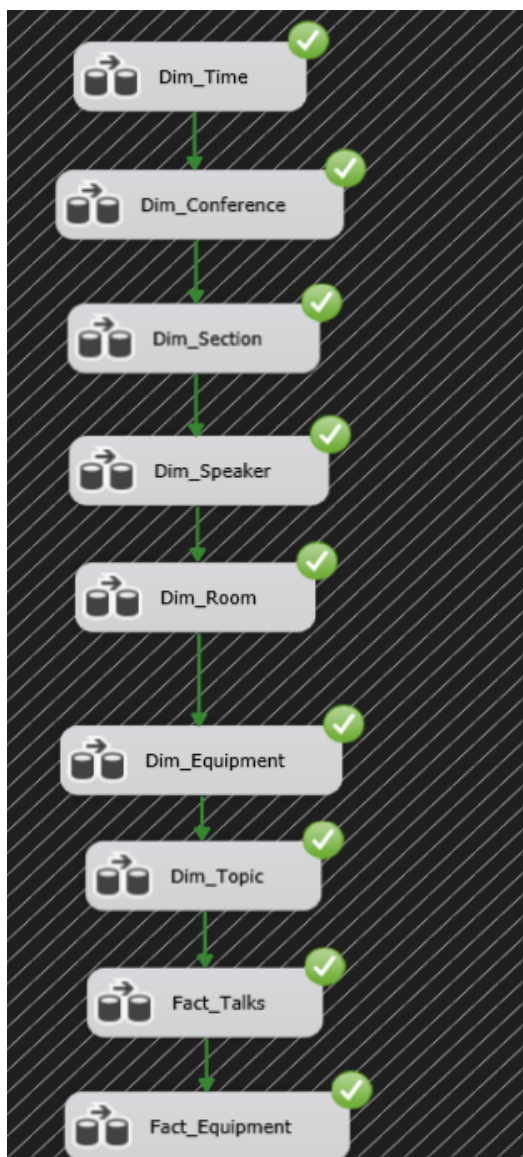 Dim_Time
Dim_Conference
Dim_Section
Dim_Speaker
Dim_Room
Dim_Equipment
Dim_Topic
Fact_Talks
Fact_Equipment